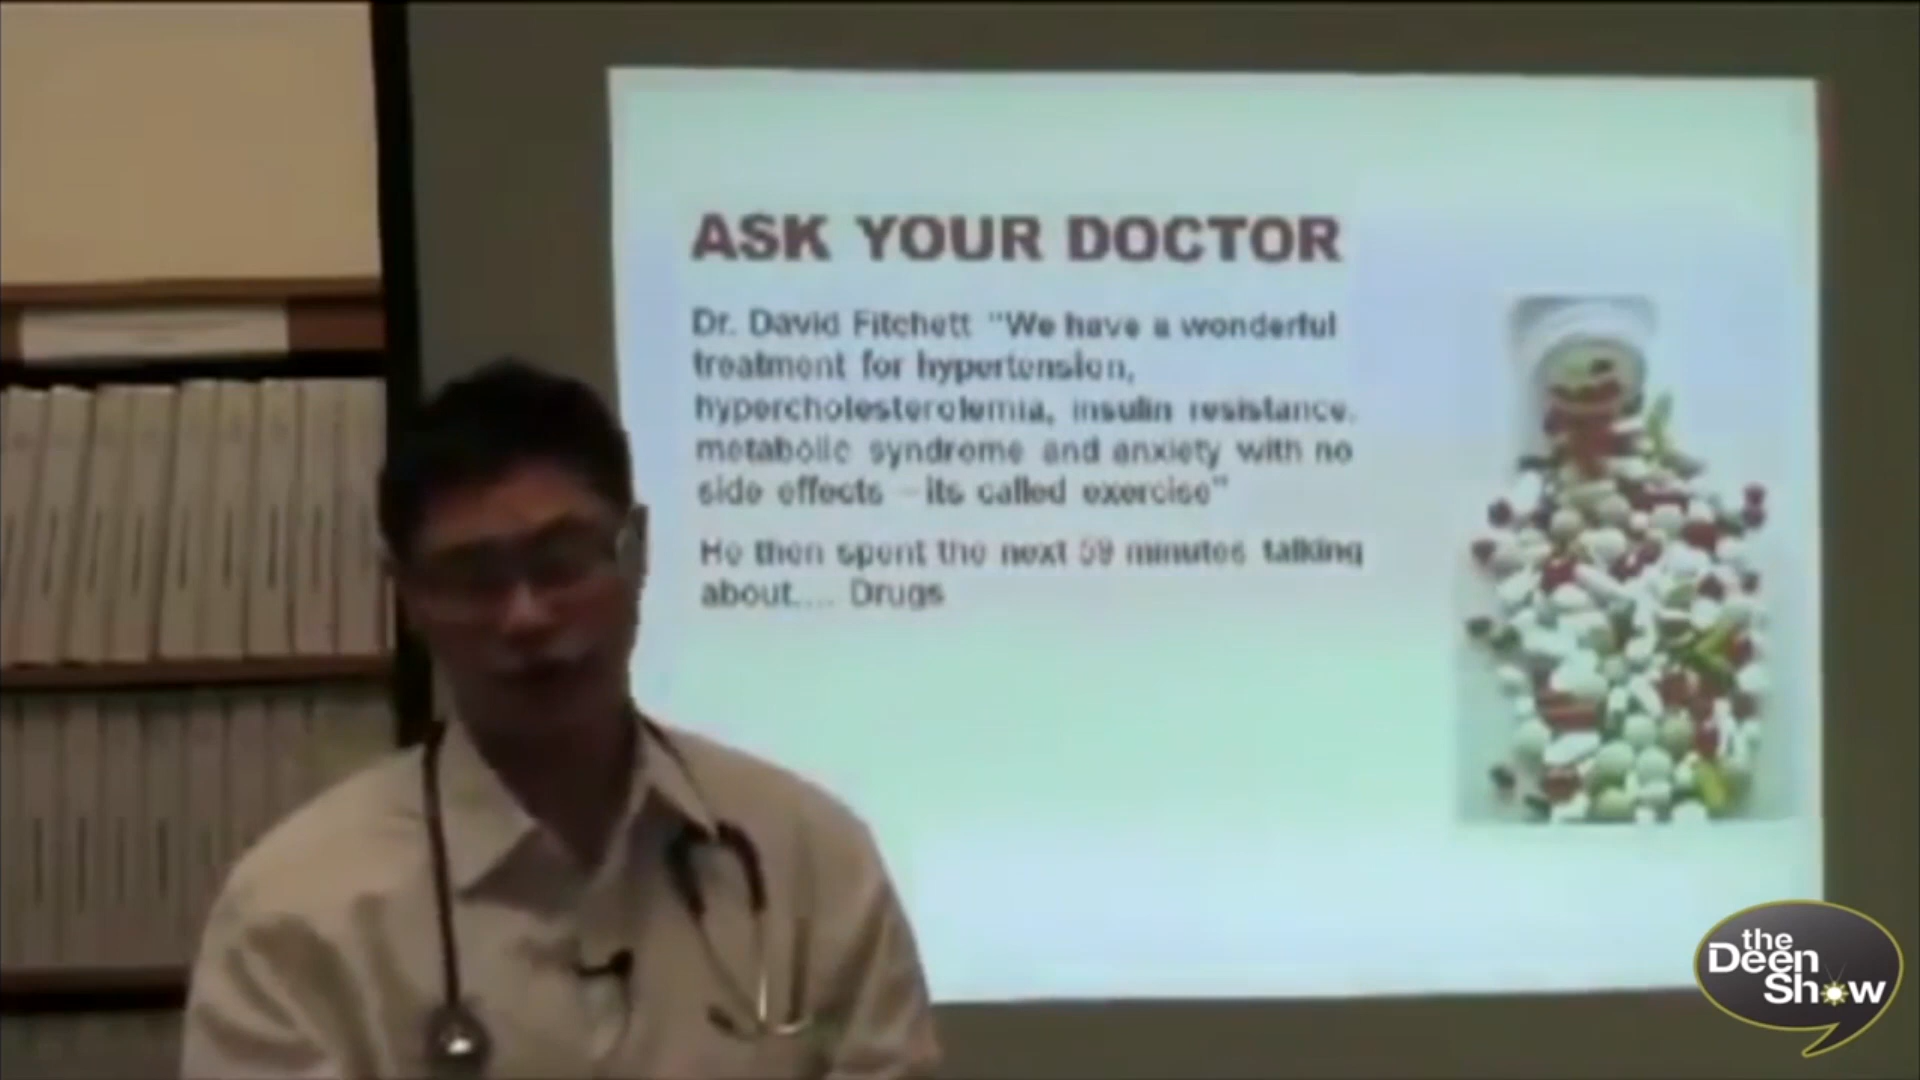 ASK YOUR DOCTOR
Dr. David Fitchett "We have a wonderful
treatment for hypertension,
hypercholesterolemia, insulin resistance,
metabolic syndrome and anxiety with no
side effects – its called exercise"
He then spent the next 59 minutes talking
about.... Drugs
the
Deen
Show